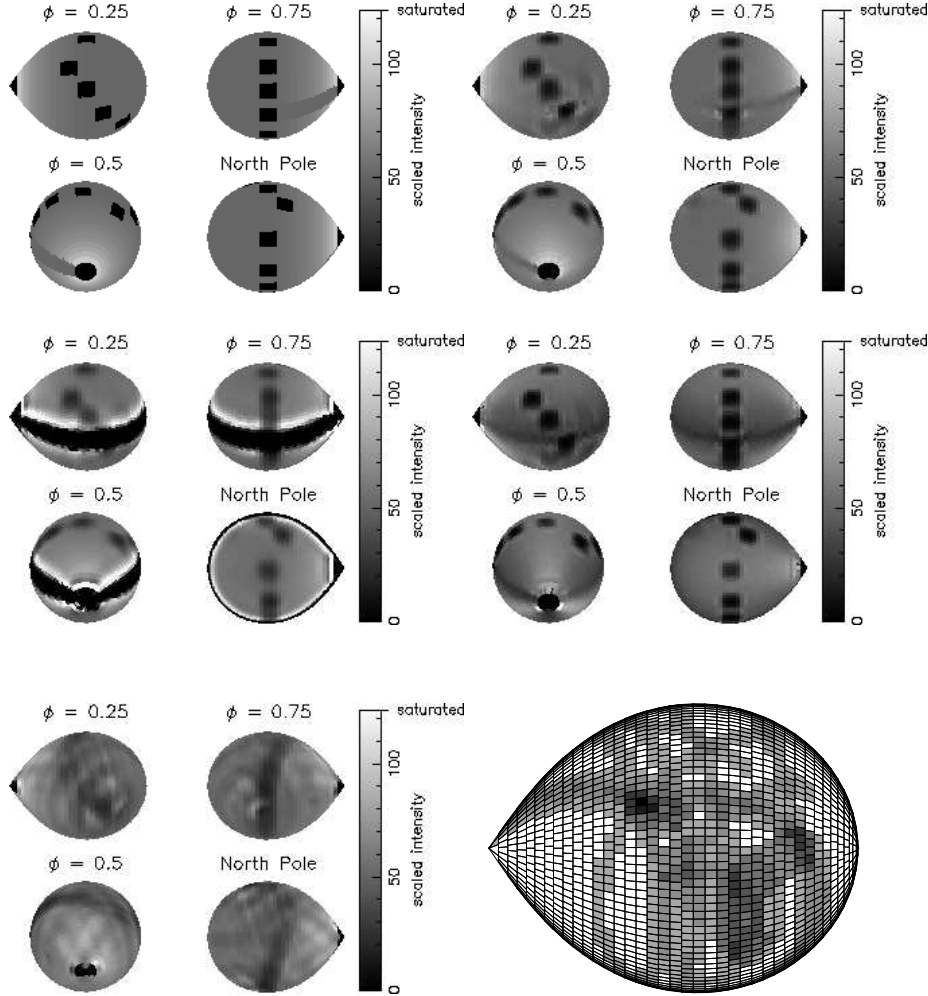 ϕ = 0.25
ϕ = 0.75
saturated
100
50
0
scaled intensity
ϕ = 0.5
North Pole
ϕ = 0.25
ϕ = 0.75
saturated
100
50
0
scaled intensity
ϕ = 0.5
North Pole
ϕ = 0.25
ϕ = 0.75
saturated
100
50
0
scaled intensity
ϕ = 0.5
North Pole
ϕ = 0.25
ϕ = 0.75
saturated
100
50
0
scaled intensity
ϕ = 0.5
North Pole
ϕ = 0.25
ϕ = 0.75
saturated
100
50
0
scaled intensity
ϕ = 0.5
North Pole